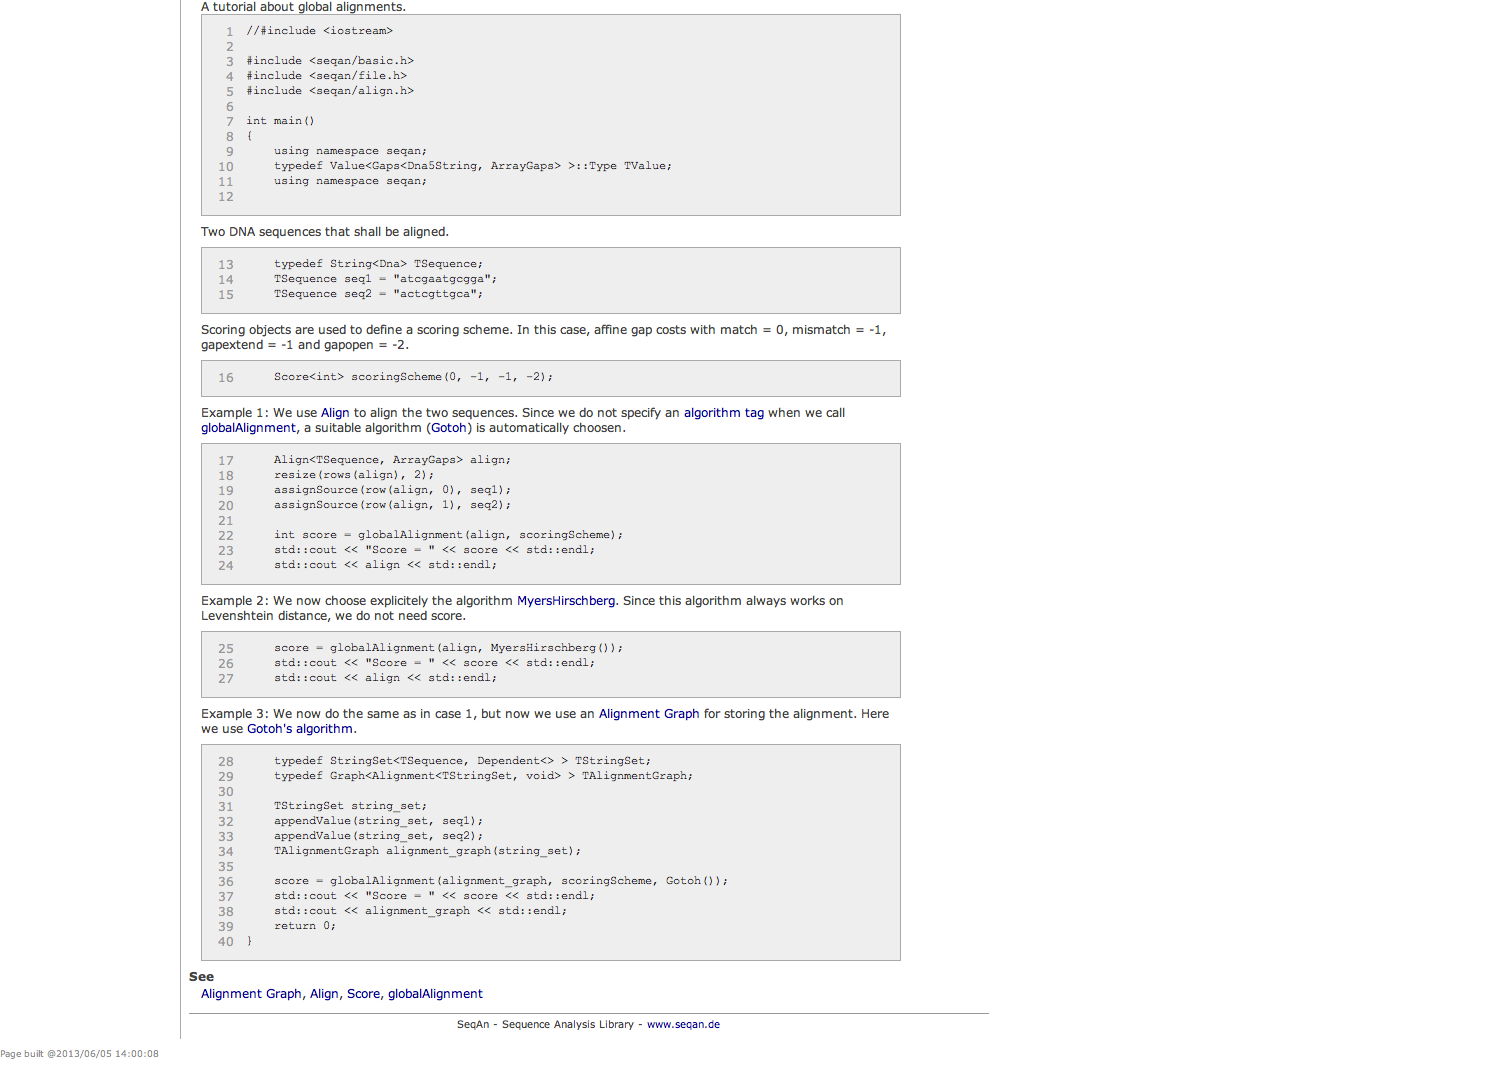 A tutorial about global alignments.
1 //#include <iostream>
2
3 #include <seqan/basic.h>
4 #include <seqan/file.h>
5 #include <seqan/align.h>
6
7 int main()
8 {
9     using namespace seqan;
10     typedef Value<Gaps<Dna5String, ArrayGaps> >::Type TValue;
11     using namespace seqan;
12
Two DNA sequences that shall be aligned.
13     typedef String<Dna> TSequence;
14     TSequence seq1 = "atcgaatgcgga";
15     TSequence seq2 = "actcgttgca";
Scoring objects are used to define a scoring scheme. In this case, affine gap costs with match = 0, mismatch = -1,
gapextend = -1 and gapopen = -2.
16     Score<int> scoringScheme(0, -1, -1, -2);
Example 1: We use Align to align the two sequences. Since we do not specify an algorithm tag when we call
globalAlignment, a suitable algorithm (Gotoh) is automatically choosen.
17     Align<TSequence, ArrayGaps> align;
18     resize(rows(align), 2);
19     assignSource(row(align, 0), seq1);
20     assignSource(row(align, 1), seq2);
21
22     int score = globalAlignment(align, scoringScheme);
23     std::cout << "Score = " << score << std::endl;
24     std::cout << align << std::endl;
Example 2: We now choose explicitely the algorithm MyersHirschberg. Since this algorithm always works on
Levenshtein distance, we do not need score.
25     score = globalAlignment(align, MyersHirschberg());
26     std::cout << "Score = " << score << std::endl;
27     std::cout << align << std::endl;
Example 3: We now do the same as in case 1, but now we use an Alignment Graph for storing the alignment. Here
we use Gotoh's algorithm.
28     typedef StringSet<TSequence, Dependent<> > TStringSet;
29     typedef Graph<Alignment<TStringSet, void> > TAlignmentGraph;
30
31     TStringSet string_set;
32     appendValue(string_set, seq1);
33     appendValue(string_set, seq2);
34     TAlignmentGraph alignment_graph(string_set);
35
36     score = globalAlignment(alignment_graph, scoringScheme, Gotoh());
37     std::cout << "Score = " << score << std::endl;
38     std::cout << alignment_graph << std::endl;
39     return 0;
40 }
See
Alignment Graph, Align, Score, globalAlignment
SeqAn - Sequence Analysis Library - www.seqan.de
Page built @2013/06/05 14:00:08